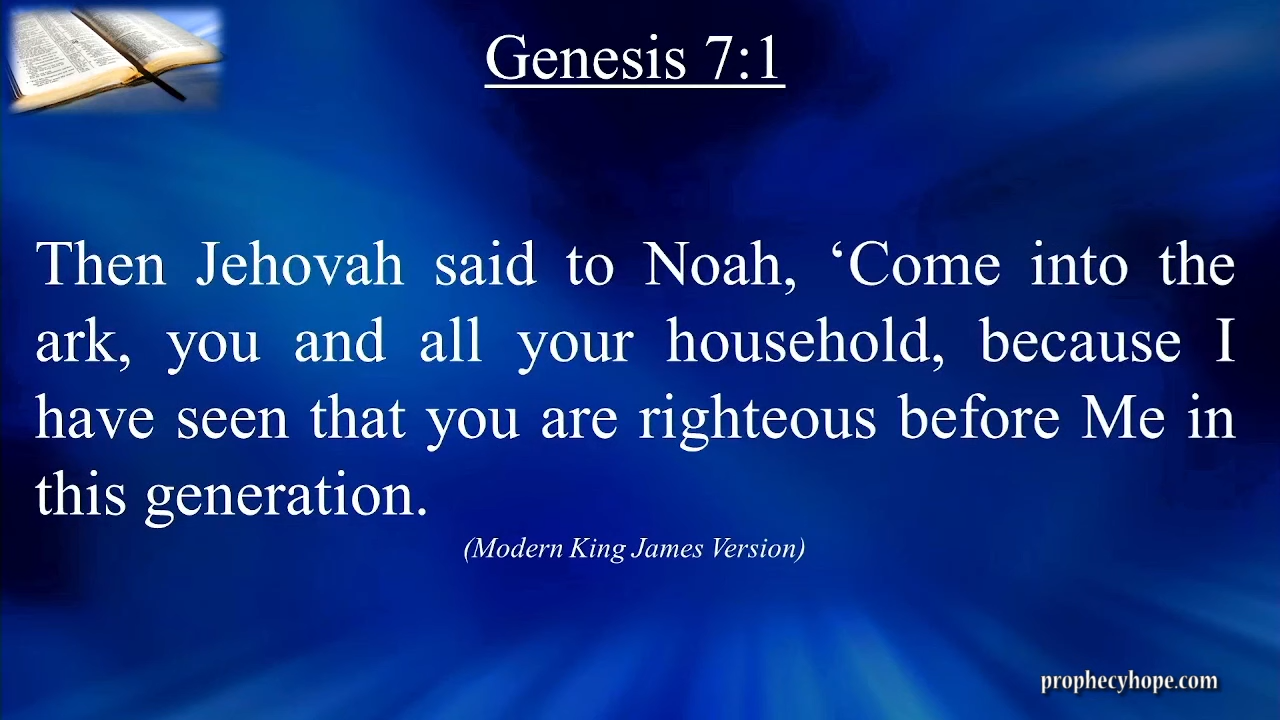 Genesis 7:1
Then Jehovah said to Noah, ‘Come into the
ark, you and all your household, because I
have seen that you are righteous before Me in
this generation.
(Modern King James Version)
prophecyhope.com